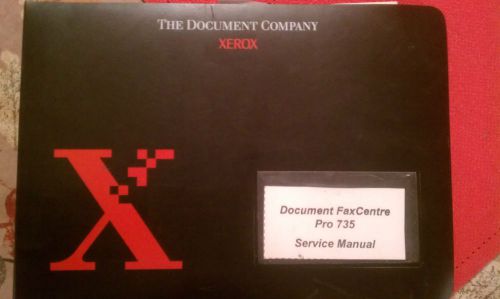 THE DOCUMENT COMPANY
XEROX
X
Document FaxCentre
Pro 735
Service Manual